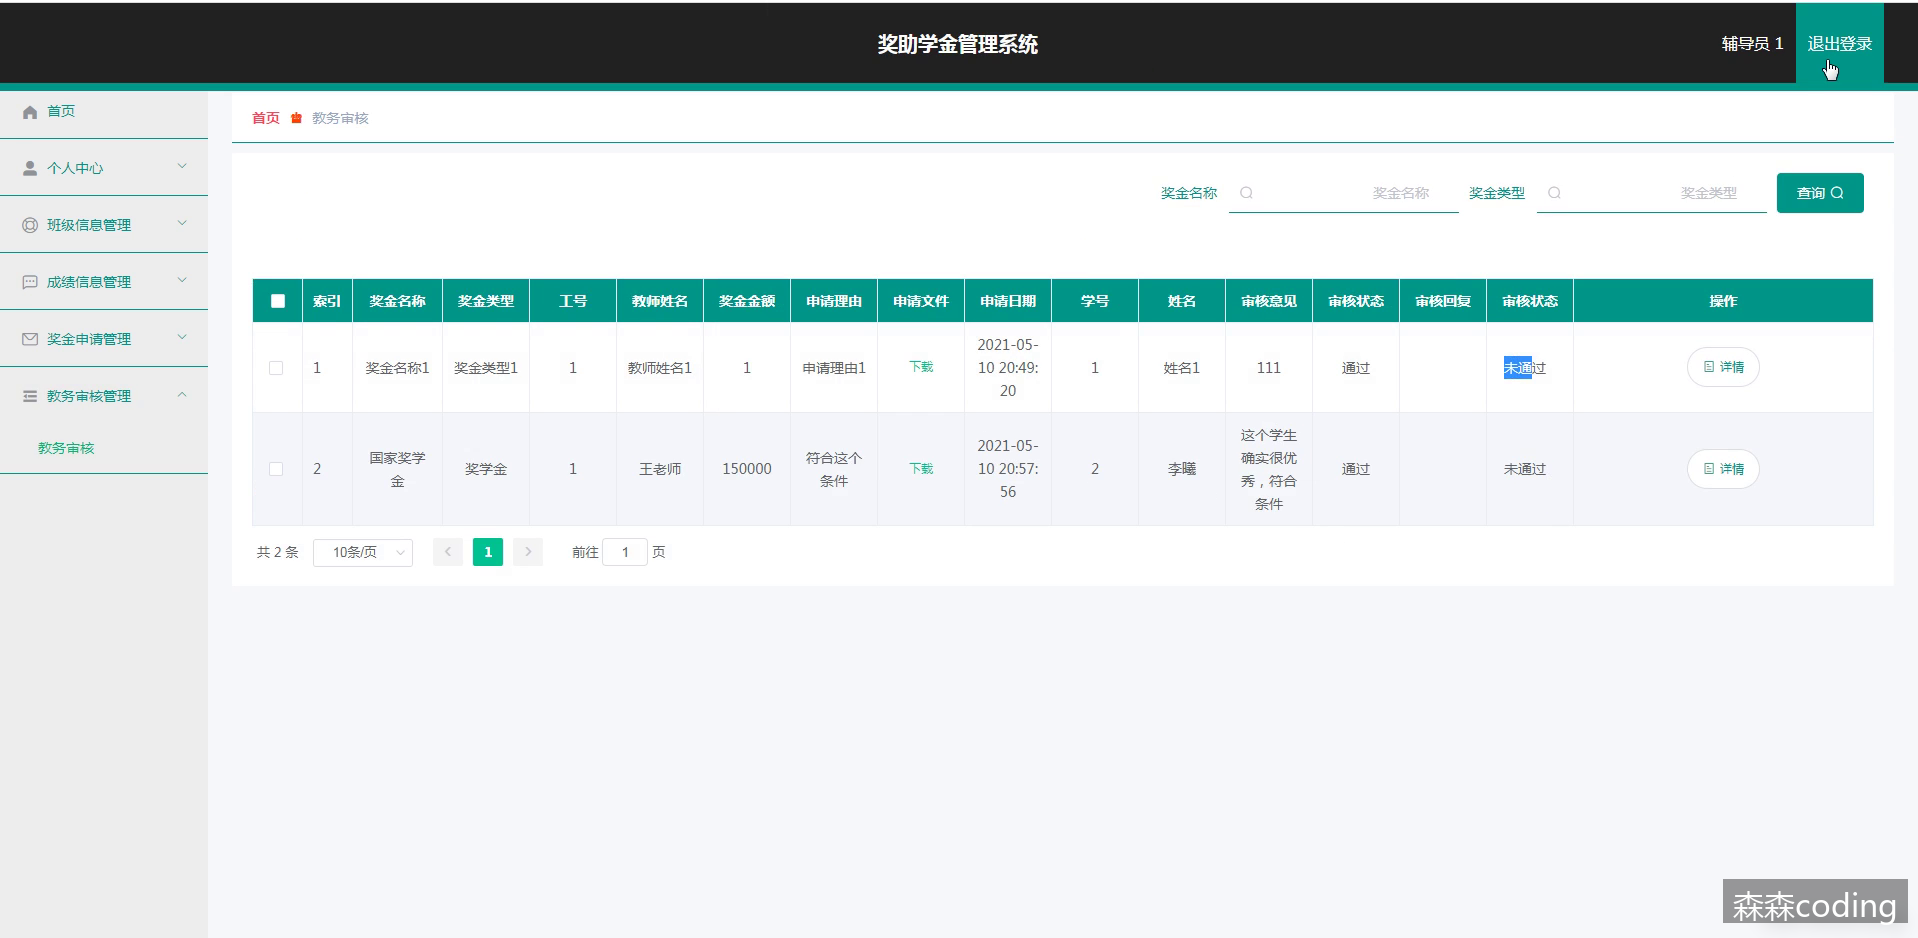 奖助学金管理系统
辅导员 1
退出登录
首页
个人中心
班级信息管理
成绩信息管理
奖金申请管理
教务审核管理
教务审核
首页 教务审核
奖金名称 奖金名称 奖金类型 奖金类型 查询
索引 奖金名称 奖金类型 工号 教师姓名 奖金金额 申请理由 申请文件 申请日期 学号 姓名 审核意见 审核状态 审核回复 审核状态 操作
1 奖金名称1 奖金类型1 1 教师姓名1 1 申请理由1 下载 2021-05-
10 20:49:
20 1 姓名1 111 通过 未通过 详情
2 国家奖学
金 奖学金 1 王老师 150000 符合这个
条件 下载 2021-05-
10 20:57:
56 2 李曦 这个学生
确实很优
秀，符合
条件 通过 未通过 详情
共 2 条 10条/页 1 前往 1 页
森森coding